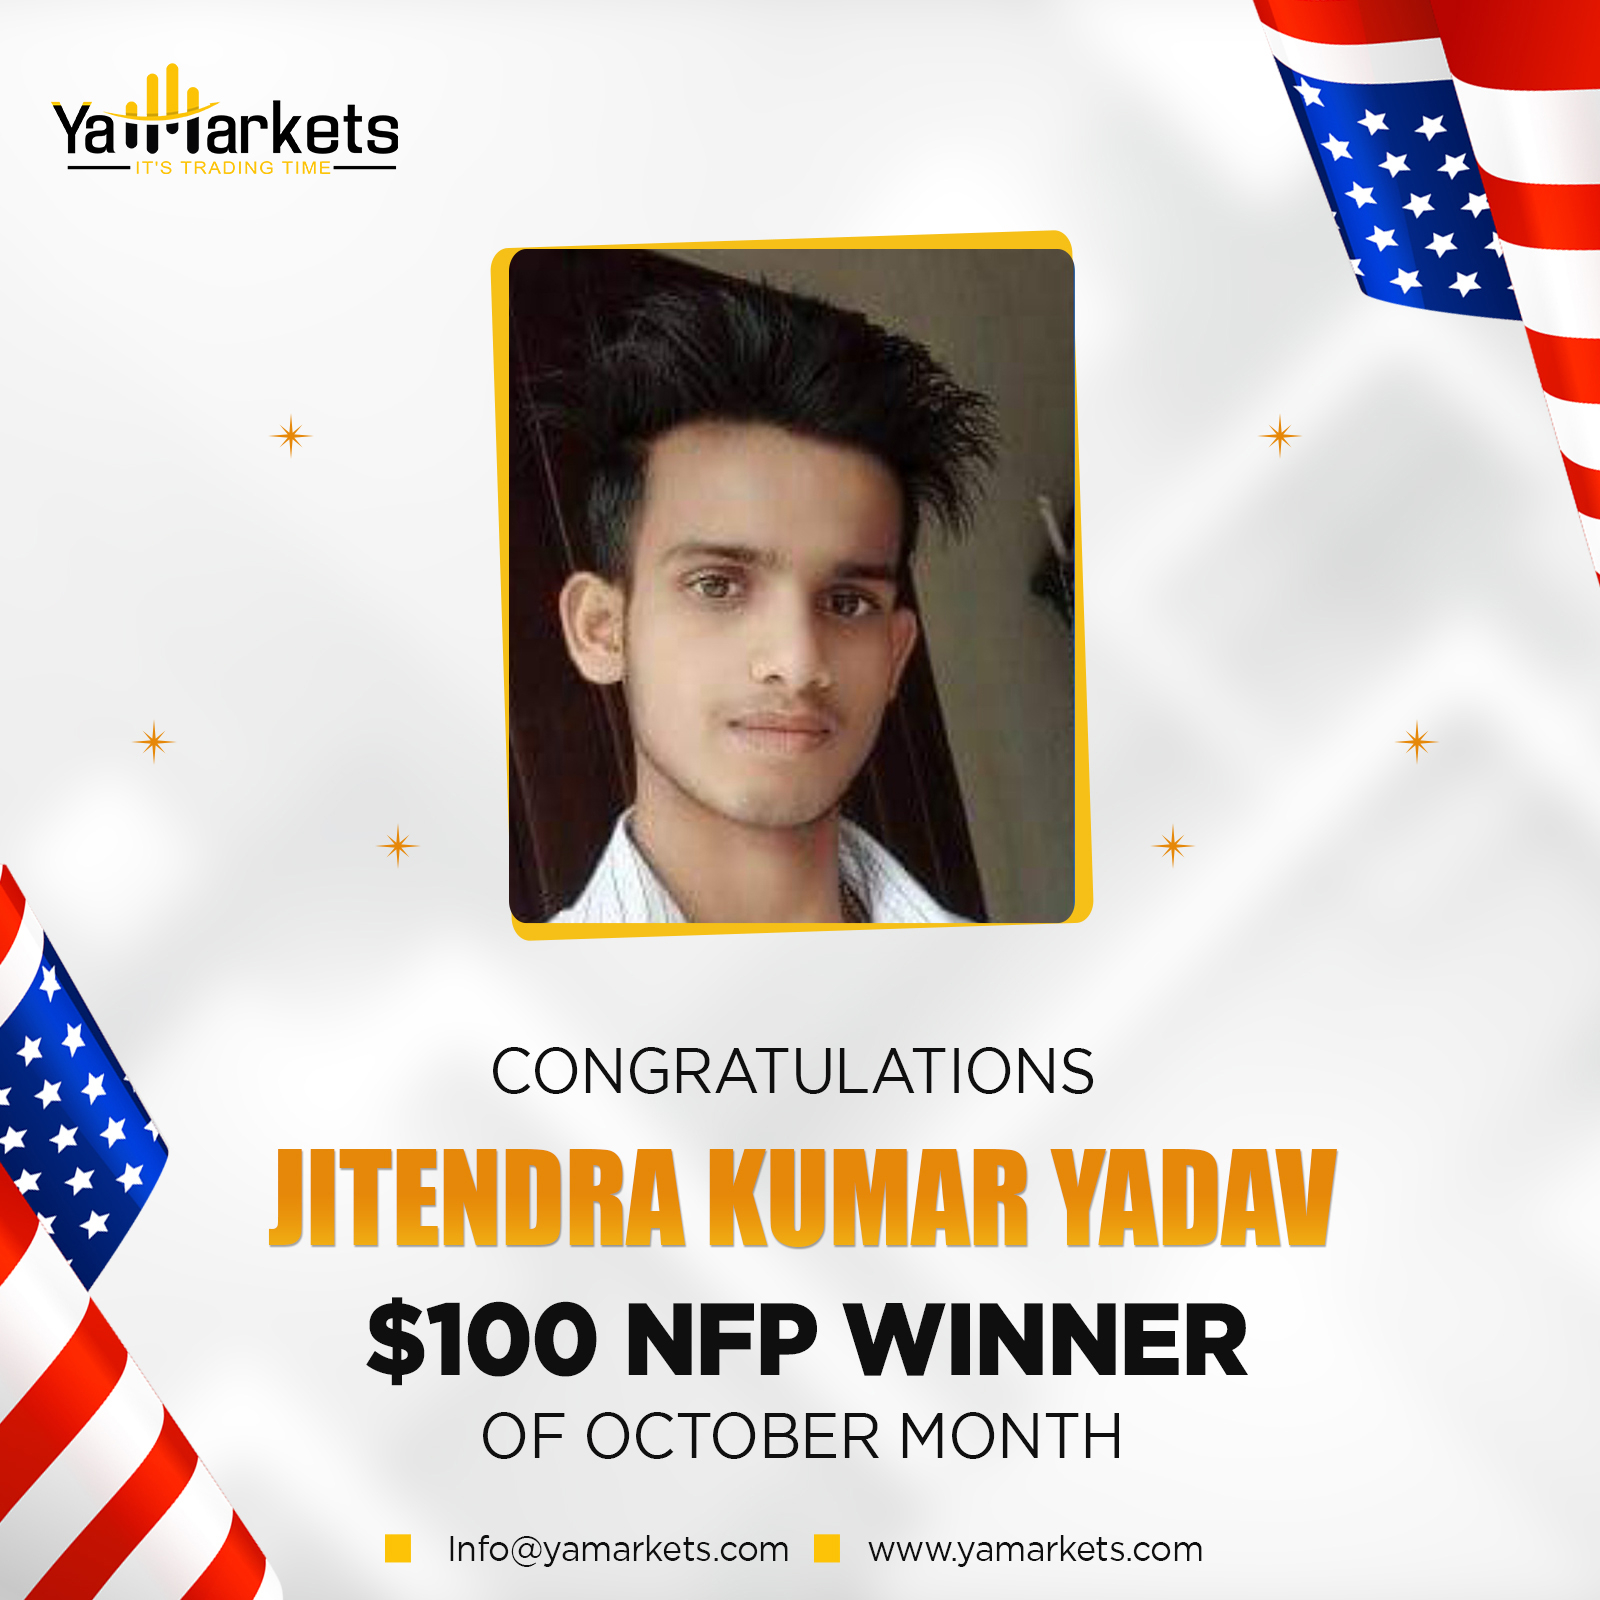 YaMarkets
IT'S TRADING TIME
CONGRATULATIONS
JITENDRA KUMAR YADAV
$100 NFP WINNER
OF OCTOBER MONTH
Info@yamarkets.com www.yamarkets.com